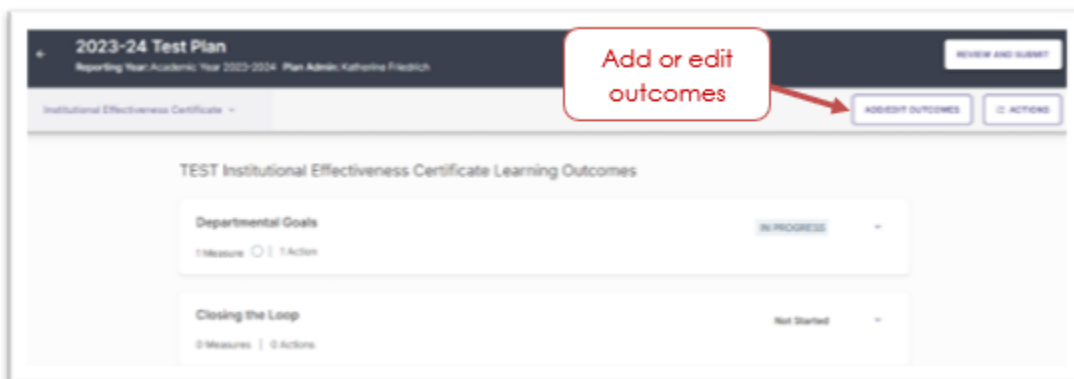 2023-24 Test Plan
Reporting Year: Academic Year 2023-2024 Plan Admin: Katherine Friedrich
Add or edit
outcomes
REVIEW AND SUBMIT
Institutional Effectiveness Certificate
ADD/EDIT OUTCOMES
ACTIONS
TEST Institutional Effectiveness Certificate Learning Outcomes
Departmental Goals
IN PROGRESS
1 Measure | 1 Action
Closing the Loop
Not Started
0 Measures | 0 Actions